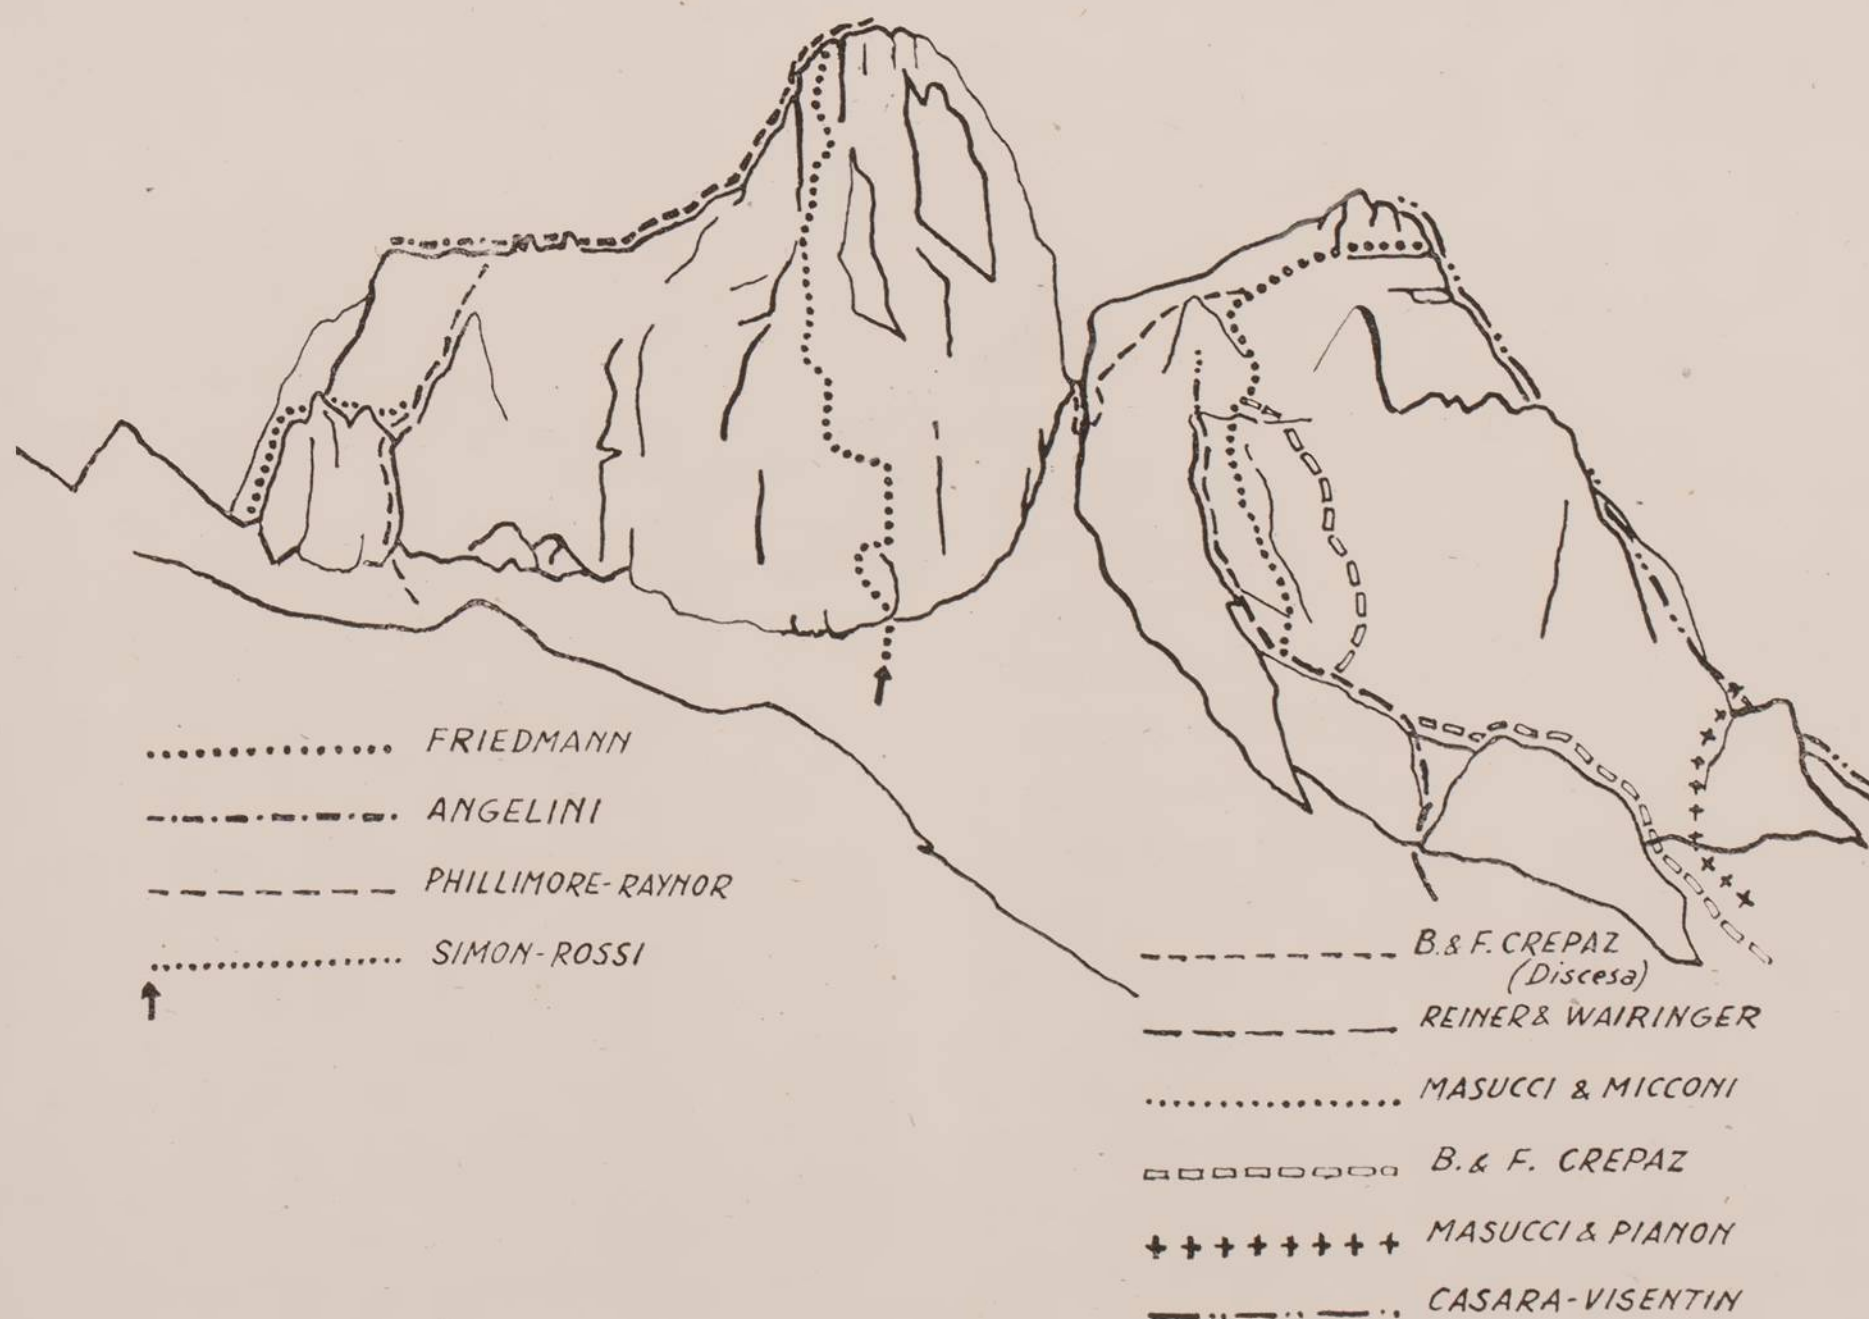 FRIEDMANN
ANGELINI
PHILLIMORE-RAYNOR
SIMON-ROSSI
B. & F. CREPAZ
(Discesa)
REINER & WAIRINGER
MASUCCI & MICCONI
B. & F. CREPAZ
MASUCCI & PIANON
CASARA-VISENTIN